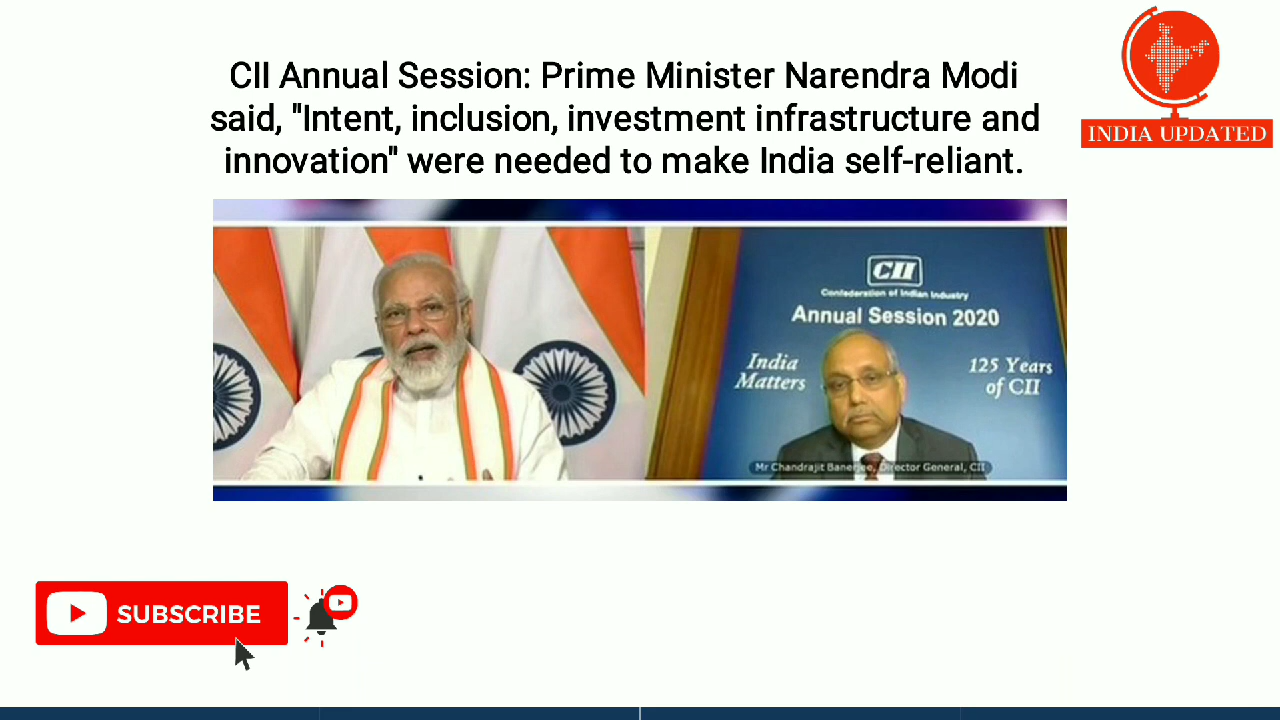 CII Annual Session: Prime Minister Narendra Modi
said, "Intent, inclusion, investment infrastructure and
innovation" were needed to make India self-reliant.
INDIA UPDATED
CII
Confederation of Indian Industry
Annual Session 2020
India
Matters
125 Years
of CII
Mr Chandrajit Banerjee, Director General, CII
SUBSCRIBE